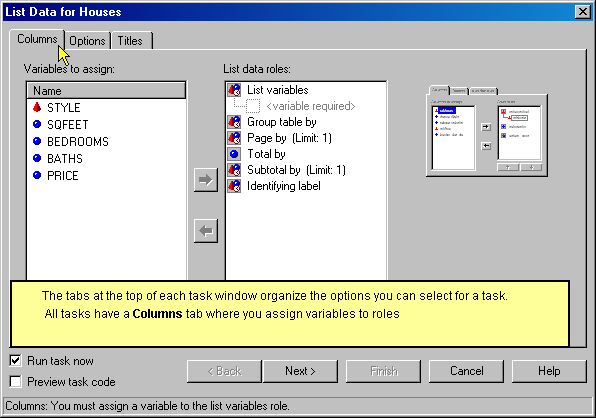 List Data for Houses
Columns
Options
Titles
Variables to assign:
List data roles:
Name
STYLE
SQFEET
BEDROOMS
BATHS
PRICE
List variables
<variable required>
Group table by
Page by (Limit: 1)
Total by
Subtotal by (Limit: 1)
Identifying label
The tabs at the top of each task window organize the options you can select for a task.
All tasks have a Columns tab where you assign variables to roles
Run task now
Preview task code
< Back
Next >
Finish
Cancel
Help
Columns: You must assign a variable to the list variables role.